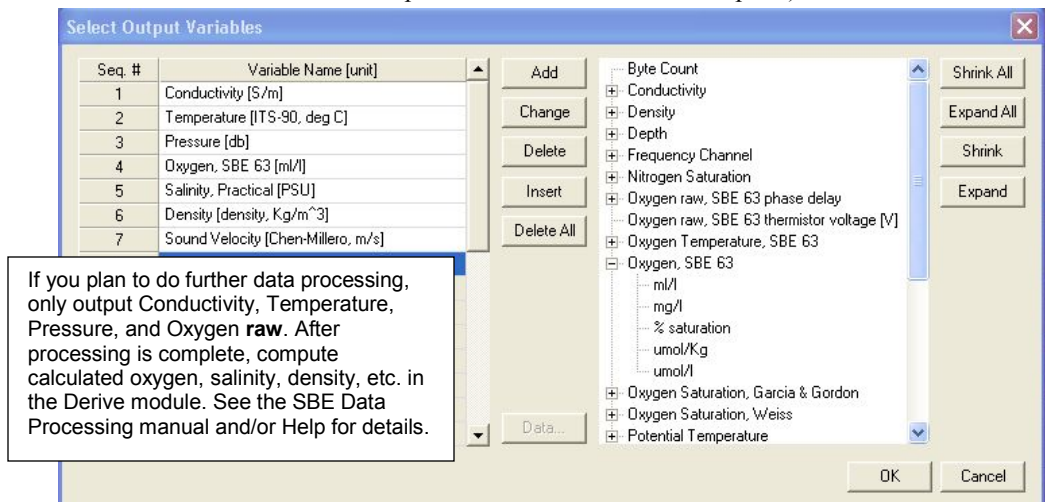 Select Output Variables
Seq. # Variable Name [unit]
1 Conductivity [S/m]
2 Temperature [ITS-90, deg C]
3 Pressure [db]
4 Oxygen, SBE 63 [ml/l]
5 Salinity, Practical [PSU]
6 Density [density, Kg/m^3]
7 Sound Velocity [Chen-Millero, m/s]
If you plan to do further data processing,
only output Conductivity, Temperature,
Pressure, and Oxygen raw. After
processing is complete, compute
calculated oxygen, salinity, density, etc. in
the Derive module. See the SBE Data
Processing manual and/or Help for details.
Add
Change
Delete
Insert
Delete All
Data...
Byte Count
Conductivity
Density
Depth
Frequency Channel
Nitrogen Saturation
Oxygen raw, SBE 63 phase delay
Oxygen raw, SBE 63 thermistor voltage [V]
Oxygen Temperature, SBE 63
Oxygen, SBE 63
ml/l
mg/l
% saturation
umol/Kg
umol/l
Oxygen Saturation, Garcia & Gordon
Oxygen Saturation, Weiss
Potential Temperature
Shrink All
Expand All
Shrink
Expand
OK
Cancel